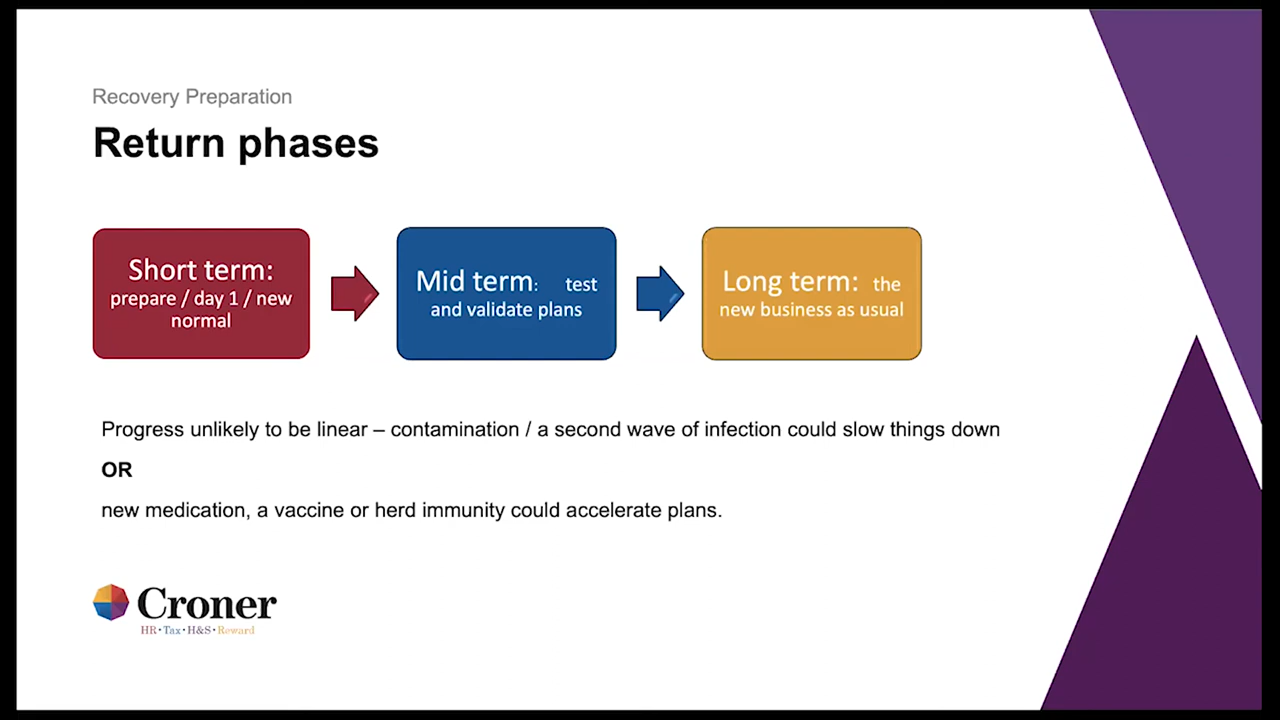 Recovery Preparation
Return phases
Short term:
prepare / day 1 / new
normal
Mid term: test
and validate plans
Long term: the
new business as usual
Progress unlikely to be linear – contamination / a second wave of infection could slow things down
OR
new medication, a vaccine or herd immunity could accelerate plans.
Croner
HR • Tax • H&S • Reward